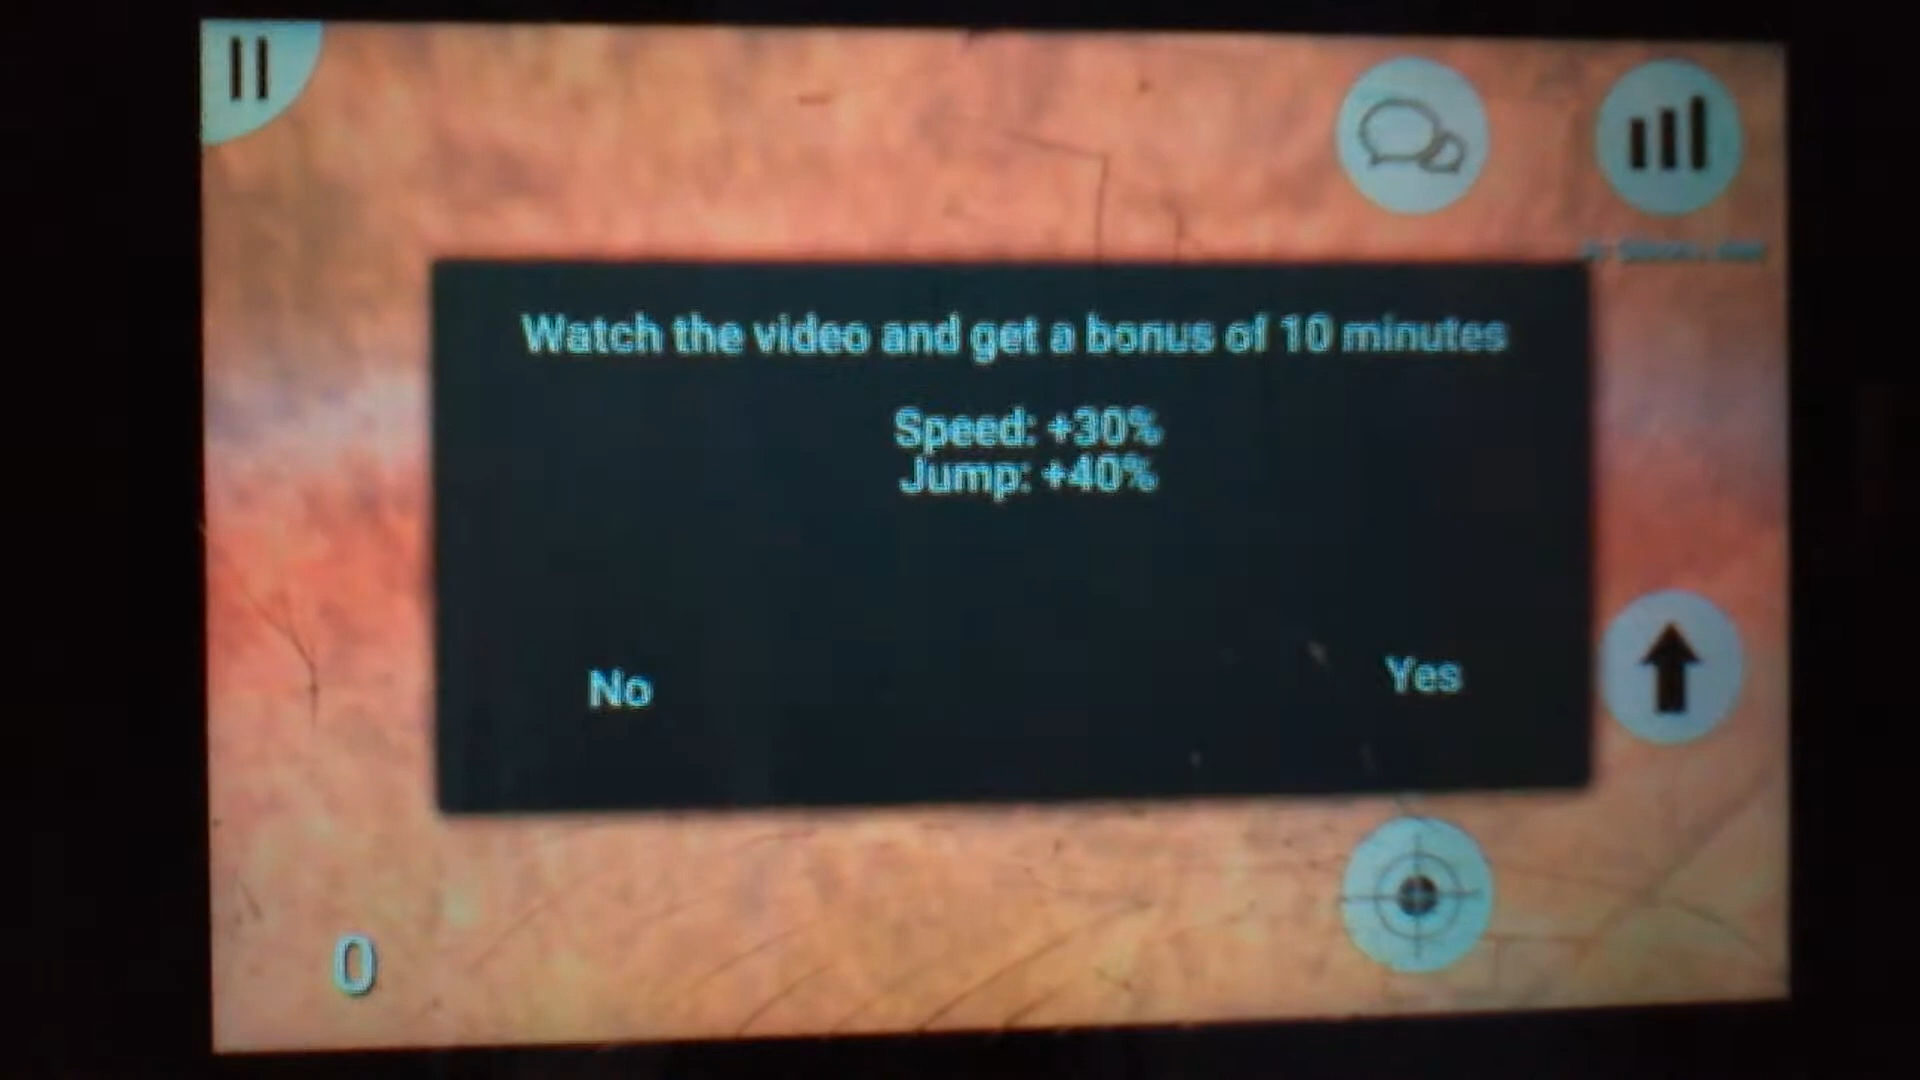 Watch the video and get a bonus of 10 minutes
Speed: +30%
Jump: +40%
No
Yes
0